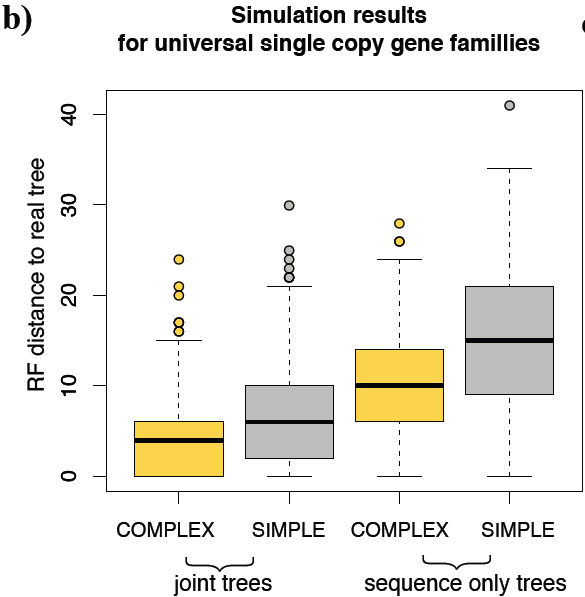 b)
Simulation results
for universal single copy gene famillies
RF distance to real tree
40
30
20
10
0
COMPLEX SIMPLE COMPLEX SIMPLE
joint trees sequence only trees